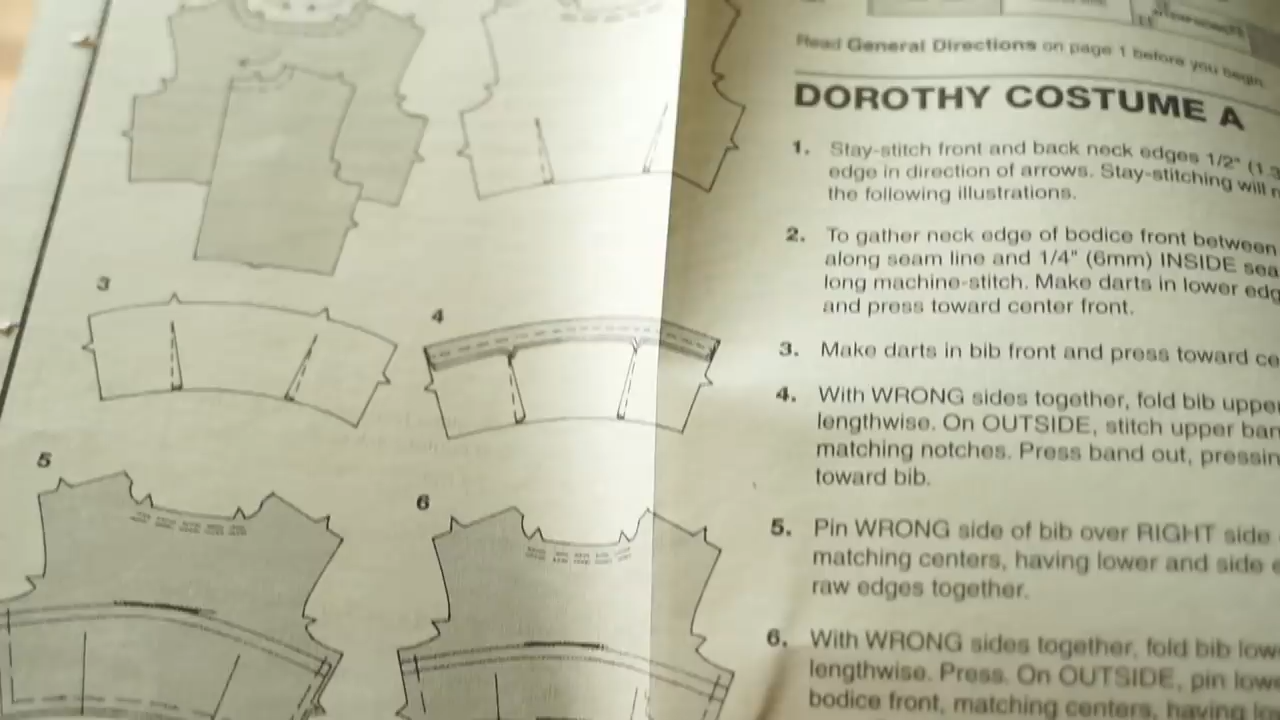 Read General Directions on page 1 before you begin.
DOROTHY COSTUME A
1. Stay-stitch front and back neck edges 1/2" (1.3
edge in direction of arrows. Stay-stitching will
the following illustrations.
2. To gather neck edge of bodice front between
along seam line and 1/4" (6mm) INSIDE sea
long machine-stitch. Make darts in lower edg
and press toward center front.
3. Make darts in bib front and press toward ce
4. With WRONG sides together, fold bib upper
lengthwise. On OUTSIDE, stitch upper ban
matching notches. Press band out, pressin
toward bib.
5. Pin WRONG side of bib over RIGHT side
matching centers, having lower and side e
raw edges together.
6. With WRONG sides together, fold bib low
lengthwise. Press. On OUTSIDE, pin lowe
bodice front, matching centers, having
3
4
5
6